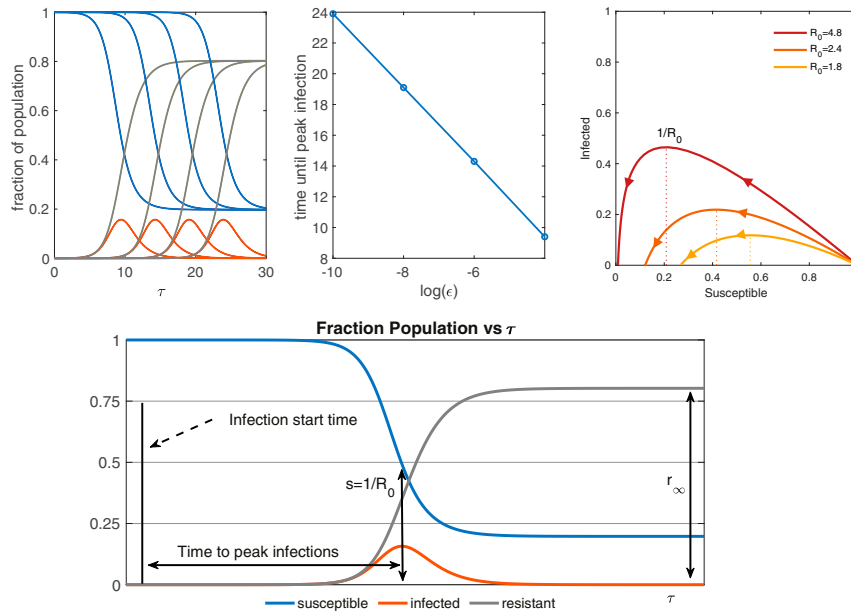 fraction of population
1
0.8
0.6
0.4
0.2
0
0
10
20
30
τ
time until peak infection
24
22
20
18
16
14
12
10
8
-10
-8
-6
-4
log(ϵ)
Infected
1
0.8
0.6
0.4
0.2
0
R0=4.8
R0=2.4
R0=1.8
1/R0
0
0.2
0.4
0.6
0.8
Susceptible
Fraction Population vs τ
1
0.75
0.5
0.25
0
Infection start time
s=1/R0
r∞
Time to peak infections
τ
susceptible infected resistant